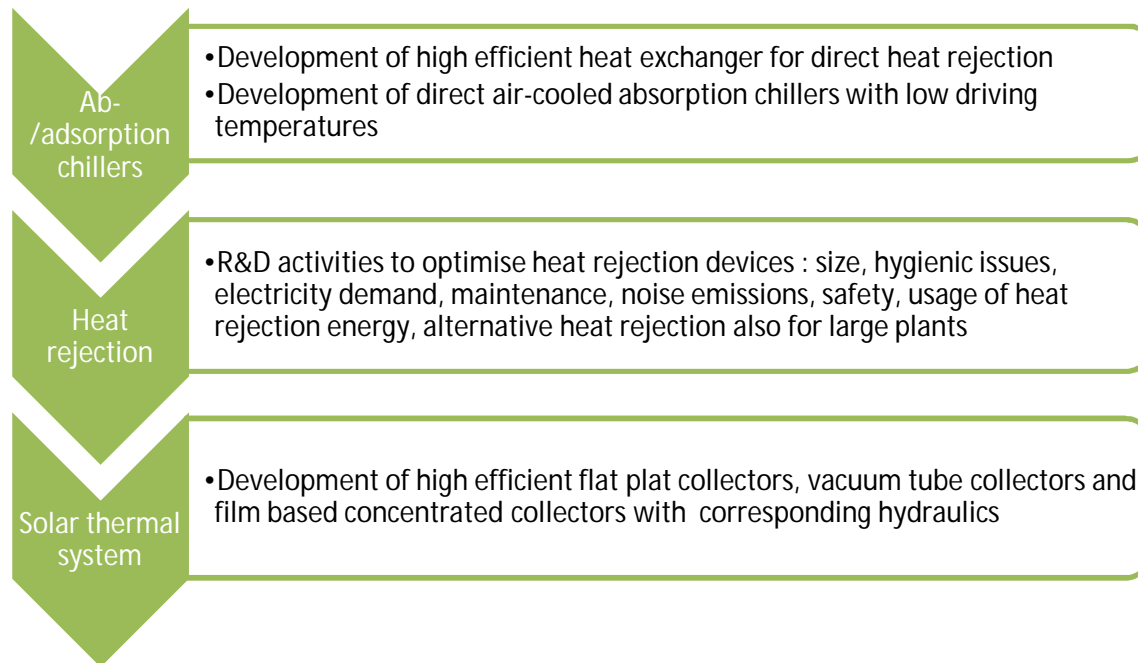 Ab-
/adsorption
chillers
•Development of high efficient heat exchanger for direct heat rejection
•Development of direct air-cooled absorption chillers with low driving
temperatures
Heat
rejection
•R&D activities to optimise heat rejection devices : size, hygienic issues,
electricity demand, maintenance, noise emissions, safety, usage of heat
rejection energy, alternative heat rejection also for large plants
Solar thermal
system
•Development of high efficient flat plat collectors, vacuum tube collectors and
film based concentrated collectors with corresponding hydraulics